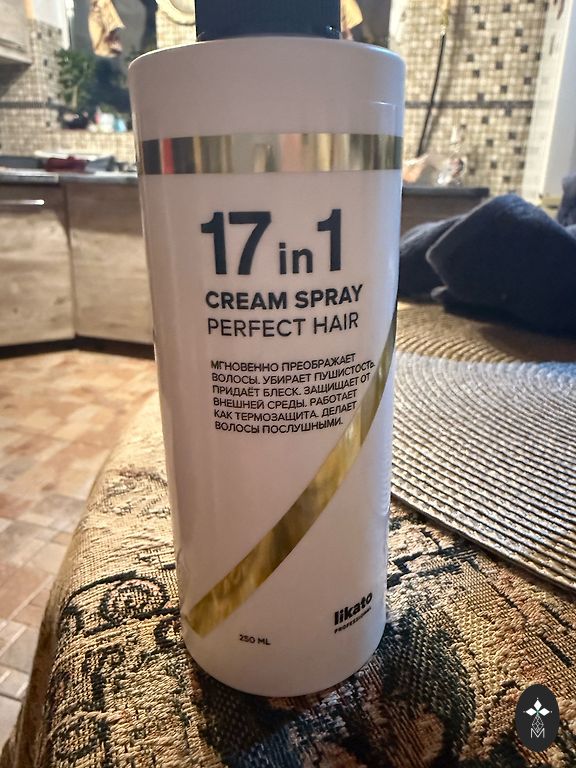 17 in 1
CREAM SPRAY
PERFECT HAIR
МГНОВЕННО ПРЕОБРАЖАЕТ
ВОЛОСЫ. УБИРАЕТ ПУШИСТОСТЬ.
ПРИДАЁТ БЛЕСК. ЗАЩИЩАЕТ ОТ
ВНЕШНЕЙ СРЕДЫ. РАБОТАЕТ
КАК ТЕРМОЗАЩИТА. ДЕЛАЕТ
ВОЛОСЫ ПОСЛУШНЫМИ.
likato
PROFESSIONAL
250 ML